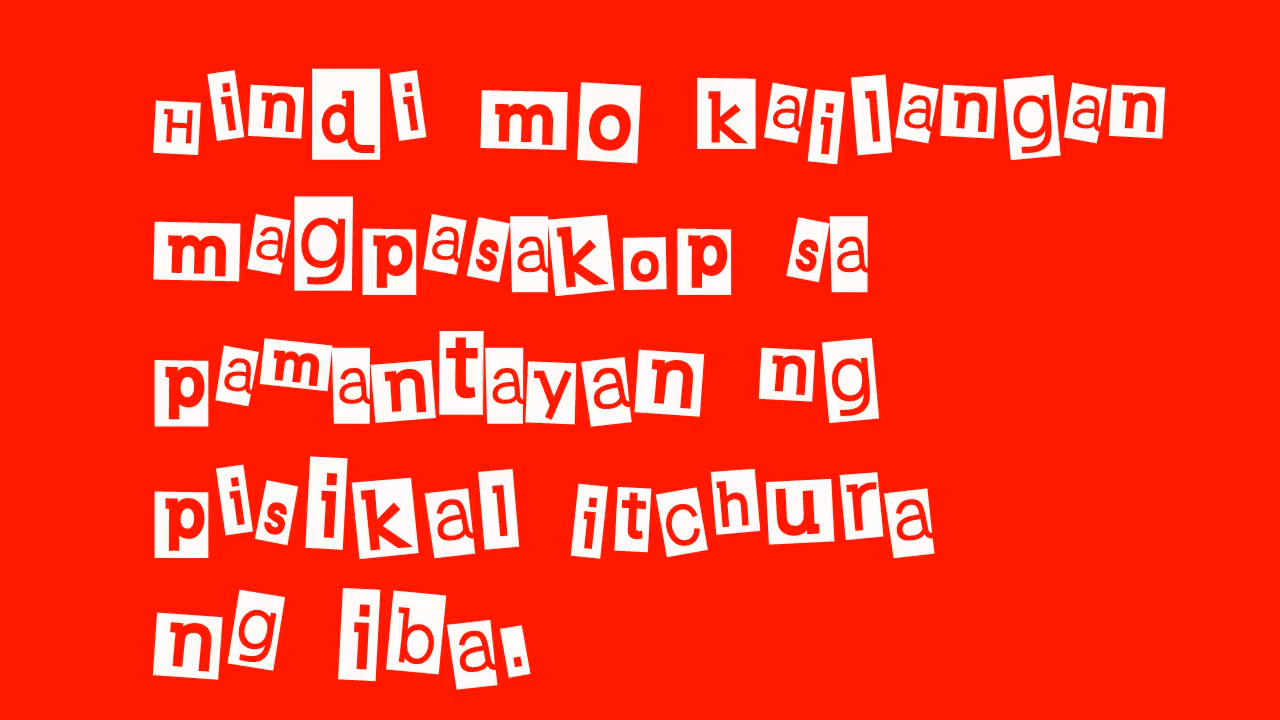 Hindi mo kailangan
magpasakop sa
pamantayan ng
pisikal itchura
ng iba.